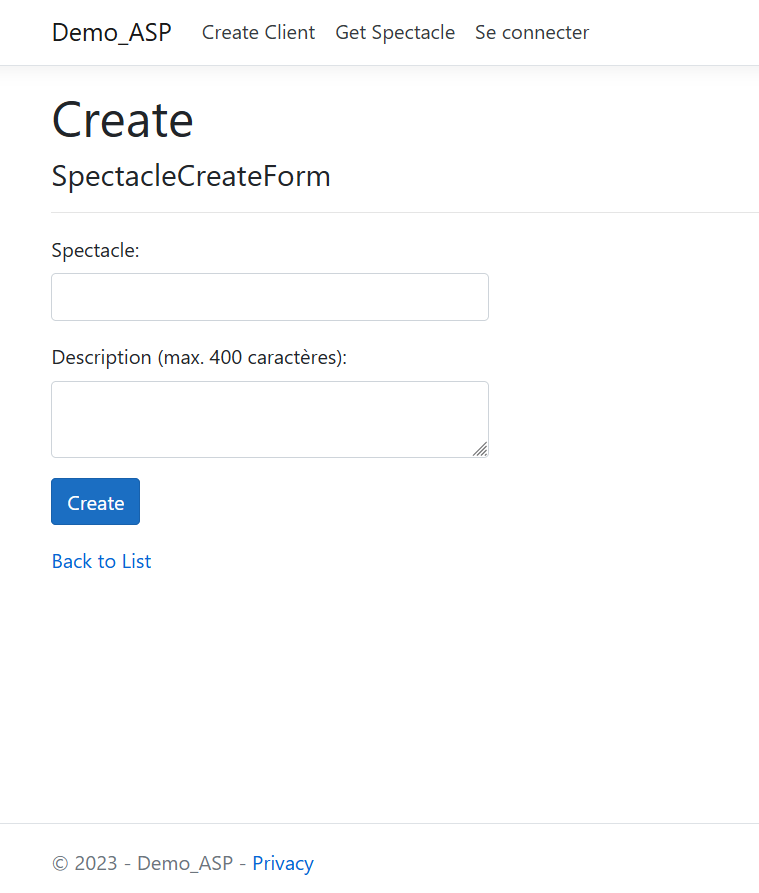 Demo_ASP Create Client Get Spectacle Se connecter
Create
SpectacleCreateForm
Spectacle:
Description (max. 400 caractères):
Create
Back to List
© 2023 - Demo_ASP - Privacy